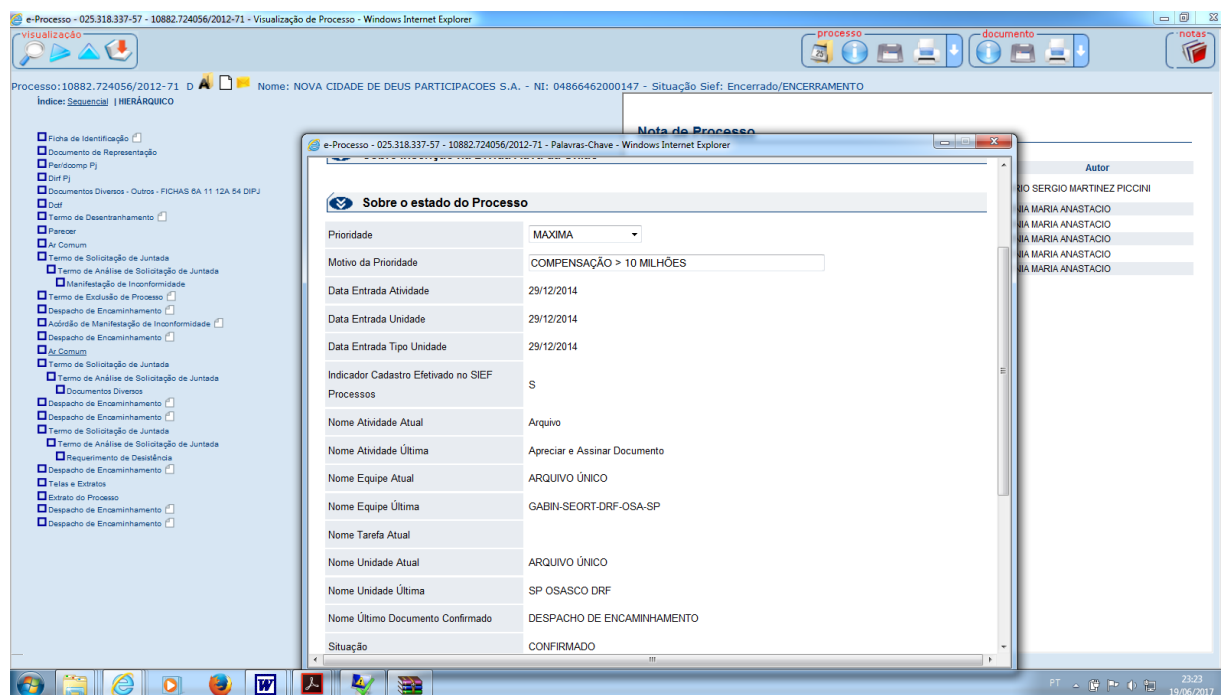 e-Processo - 025.318.337-57 - 10882.724056/2012-71 - Visualização de Processo - Windows Internet Explorer
visualização
processo
documento
notas
Processo:10882.724056/2012-71 D Nome: NOVA CIDADE DE DEUS PARTICIPACOES S.A. - NI: 04866462000147 - Situação Sief: Encerrado/ENCERRAMENTO
Índice: Sequencial | HIERÁRQUICO
Ficha de Identificação
Documento de Representação
Per/dcomp Pj
Dirf Pj
Documentos Diversos - Outros - FICHAS 6A 11 12A 54 DIPJ
Dctf
Termo de Desentranhamento
Parecer
Ar Comum
Termo de Solicitação de Juntada
Termo de Análise de Solicitação de Juntada
Manifestação de Inconformidade
Termo de Exclusão de Processo
Despacho de Encaminhamento
Acórdão de Manifestação de Inconformidade
Despacho de Encaminhamento
Ar Comum
Termo de Solicitação de Juntada
Termo de Análise de Solicitação de Juntada
Documentos Diversos
Despacho de Encaminhamento
Despacho de Encaminhamento
Termo de Solicitação de Juntada
Termo de Análise de Solicitação de Juntada
Requerimento de Desistência
Despacho de Encaminhamento
Telas e Extratos
Extrato do Processo
Despacho de Encaminhamento
Despacho de Encaminhamento
Nota de Processo
Autor
SERGIO MARTINEZ PICCINI
MARIA ANASTACIO
MARIA ANASTACIO
MARIA ANASTACIO
MARIA ANASTACIO
MARIA ANASTACIO
e-Processo - 025.318.337-57 - 10882.724056/2012-71 - Palavras-Chave - Windows Internet Explorer
Sobre o estado do Processo
Prioridade MAXIMA
Motivo da Prioridade COMPENSAÇÃO > 10 MILHÕES
Data Entrada Atividade 29/12/2014
Data Entrada Unidade 29/12/2014
Data Entrada Tipo Unidade 29/12/2014
Indicador Cadastro Efetivado no SIEF
Processos S
Nome Atividade Atual Arquivo
Nome Atividade Última Apreciar e Assinar Documento
Nome Equipe Atual ARQUIVO ÚNICO
Nome Equipe Última GABIN-SEORT-DRF-OSA-SP
Nome Tarefa Atual
Nome Unidade Atual ARQUIVO ÚNICO
Nome Unidade Última SP OSASCO DRF
Nome Último Documento Confirmado DESPACHO DE ENCAMINHAMENTO
Situação CONFIRMADO
PT
23:23
19/06/2017